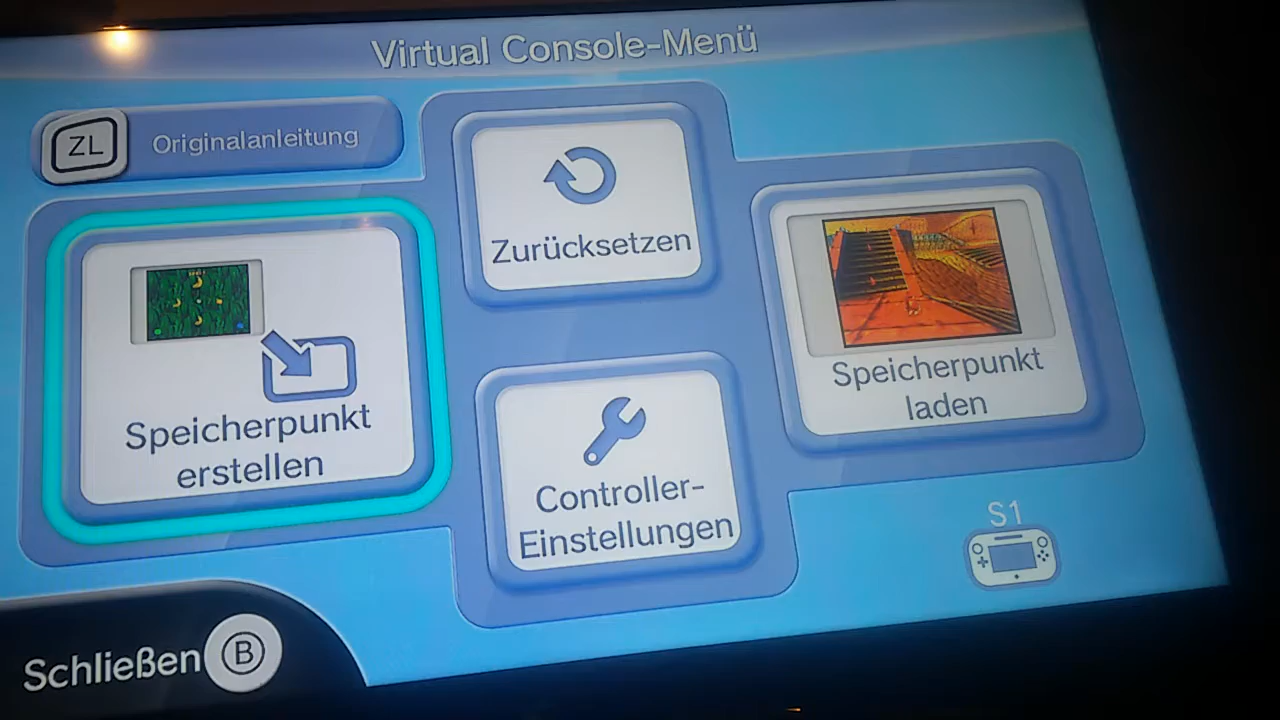 Virtual Console-Menü
ZL
Originalanleitung
Zurücksetzen
Speicherpunkt
erstellen
Controller-
Einstellungen
Speicherpunkt
laden
S1
Schließen B